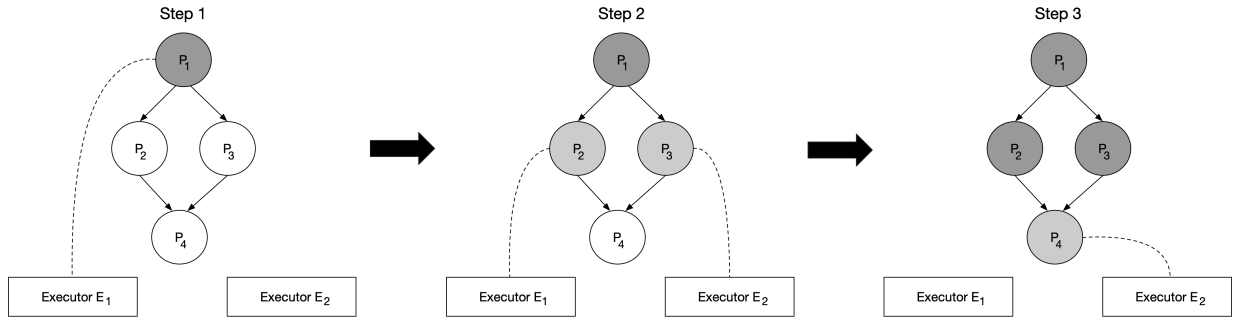 Step 1
P1
P2
P3
P4
Executor E1
Executor E2
Step 2
P1
P2
P3
P4
Executor E1
Executor E2
Step 3
P1
P2
P3
P4
Executor E1
Executor E2